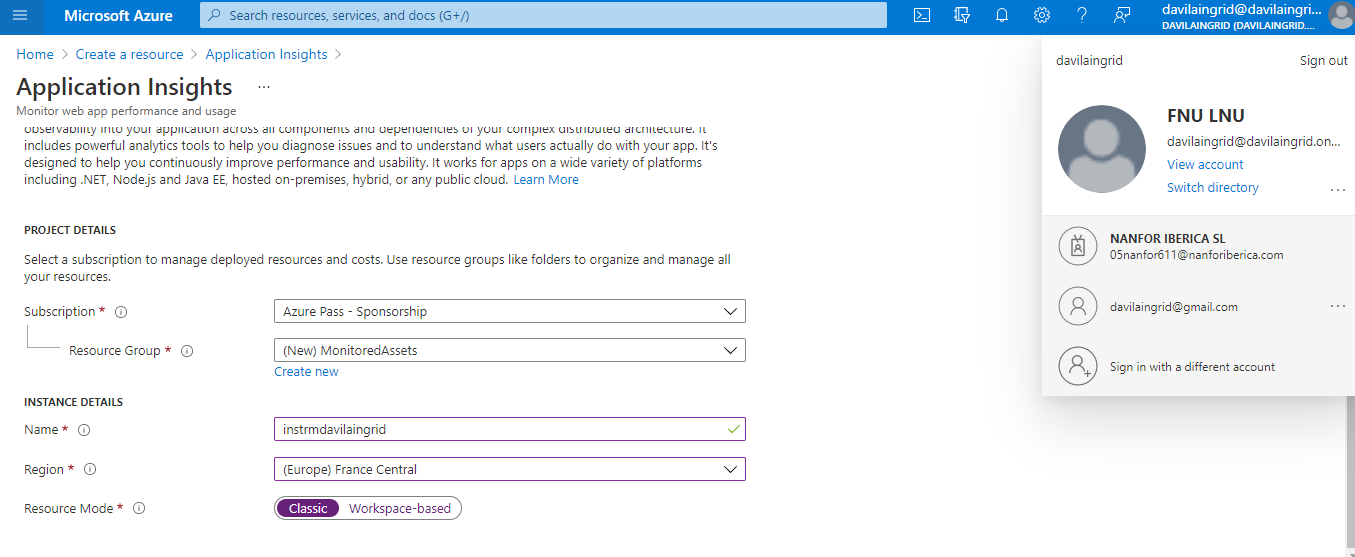 Microsoft Azure
Search resources, services, and docs (G+/)
davilaingrid@davilaingri...
DAVILAINGRID (DAVILAINGRID....
Home > Create a resource > Application Insights >
Application Insights ...
Monitor web app performance and usage
observability into your application across all components and dependencies of your complex distributed architecture. It
includes powerful analytics tools to help you diagnose issues and to understand what users actually do with your app. It's
designed to help you continuously improve performance and usability. It works for apps on a wide variety of platforms
including .NET, Node.js and Java EE, hosted on-premises, hybrid, or any public cloud. Learn More
PROJECT DETAILS
Select a subscription to manage deployed resources and costs. Use resource groups like folders to organize and manage all
your resources.
Subscription *
Azure Pass - Sponsorship
Resource Group *
(New) MonitoredAssets
Create new
INSTANCE DETAILS
Name *
instrmdavilaingrid
Region *
(Europe) France Central
Resource Mode *
Classic Workspace-based
davilaingrid
Sign out
FNU LNU
davilaingrid@davilaingrid.on...
View account
Switch directory
...
NANFOR IBERICA SL
05nanfor611@nanforiberica.com
davilaingrid@gmail.com
...
Sign in with a different account